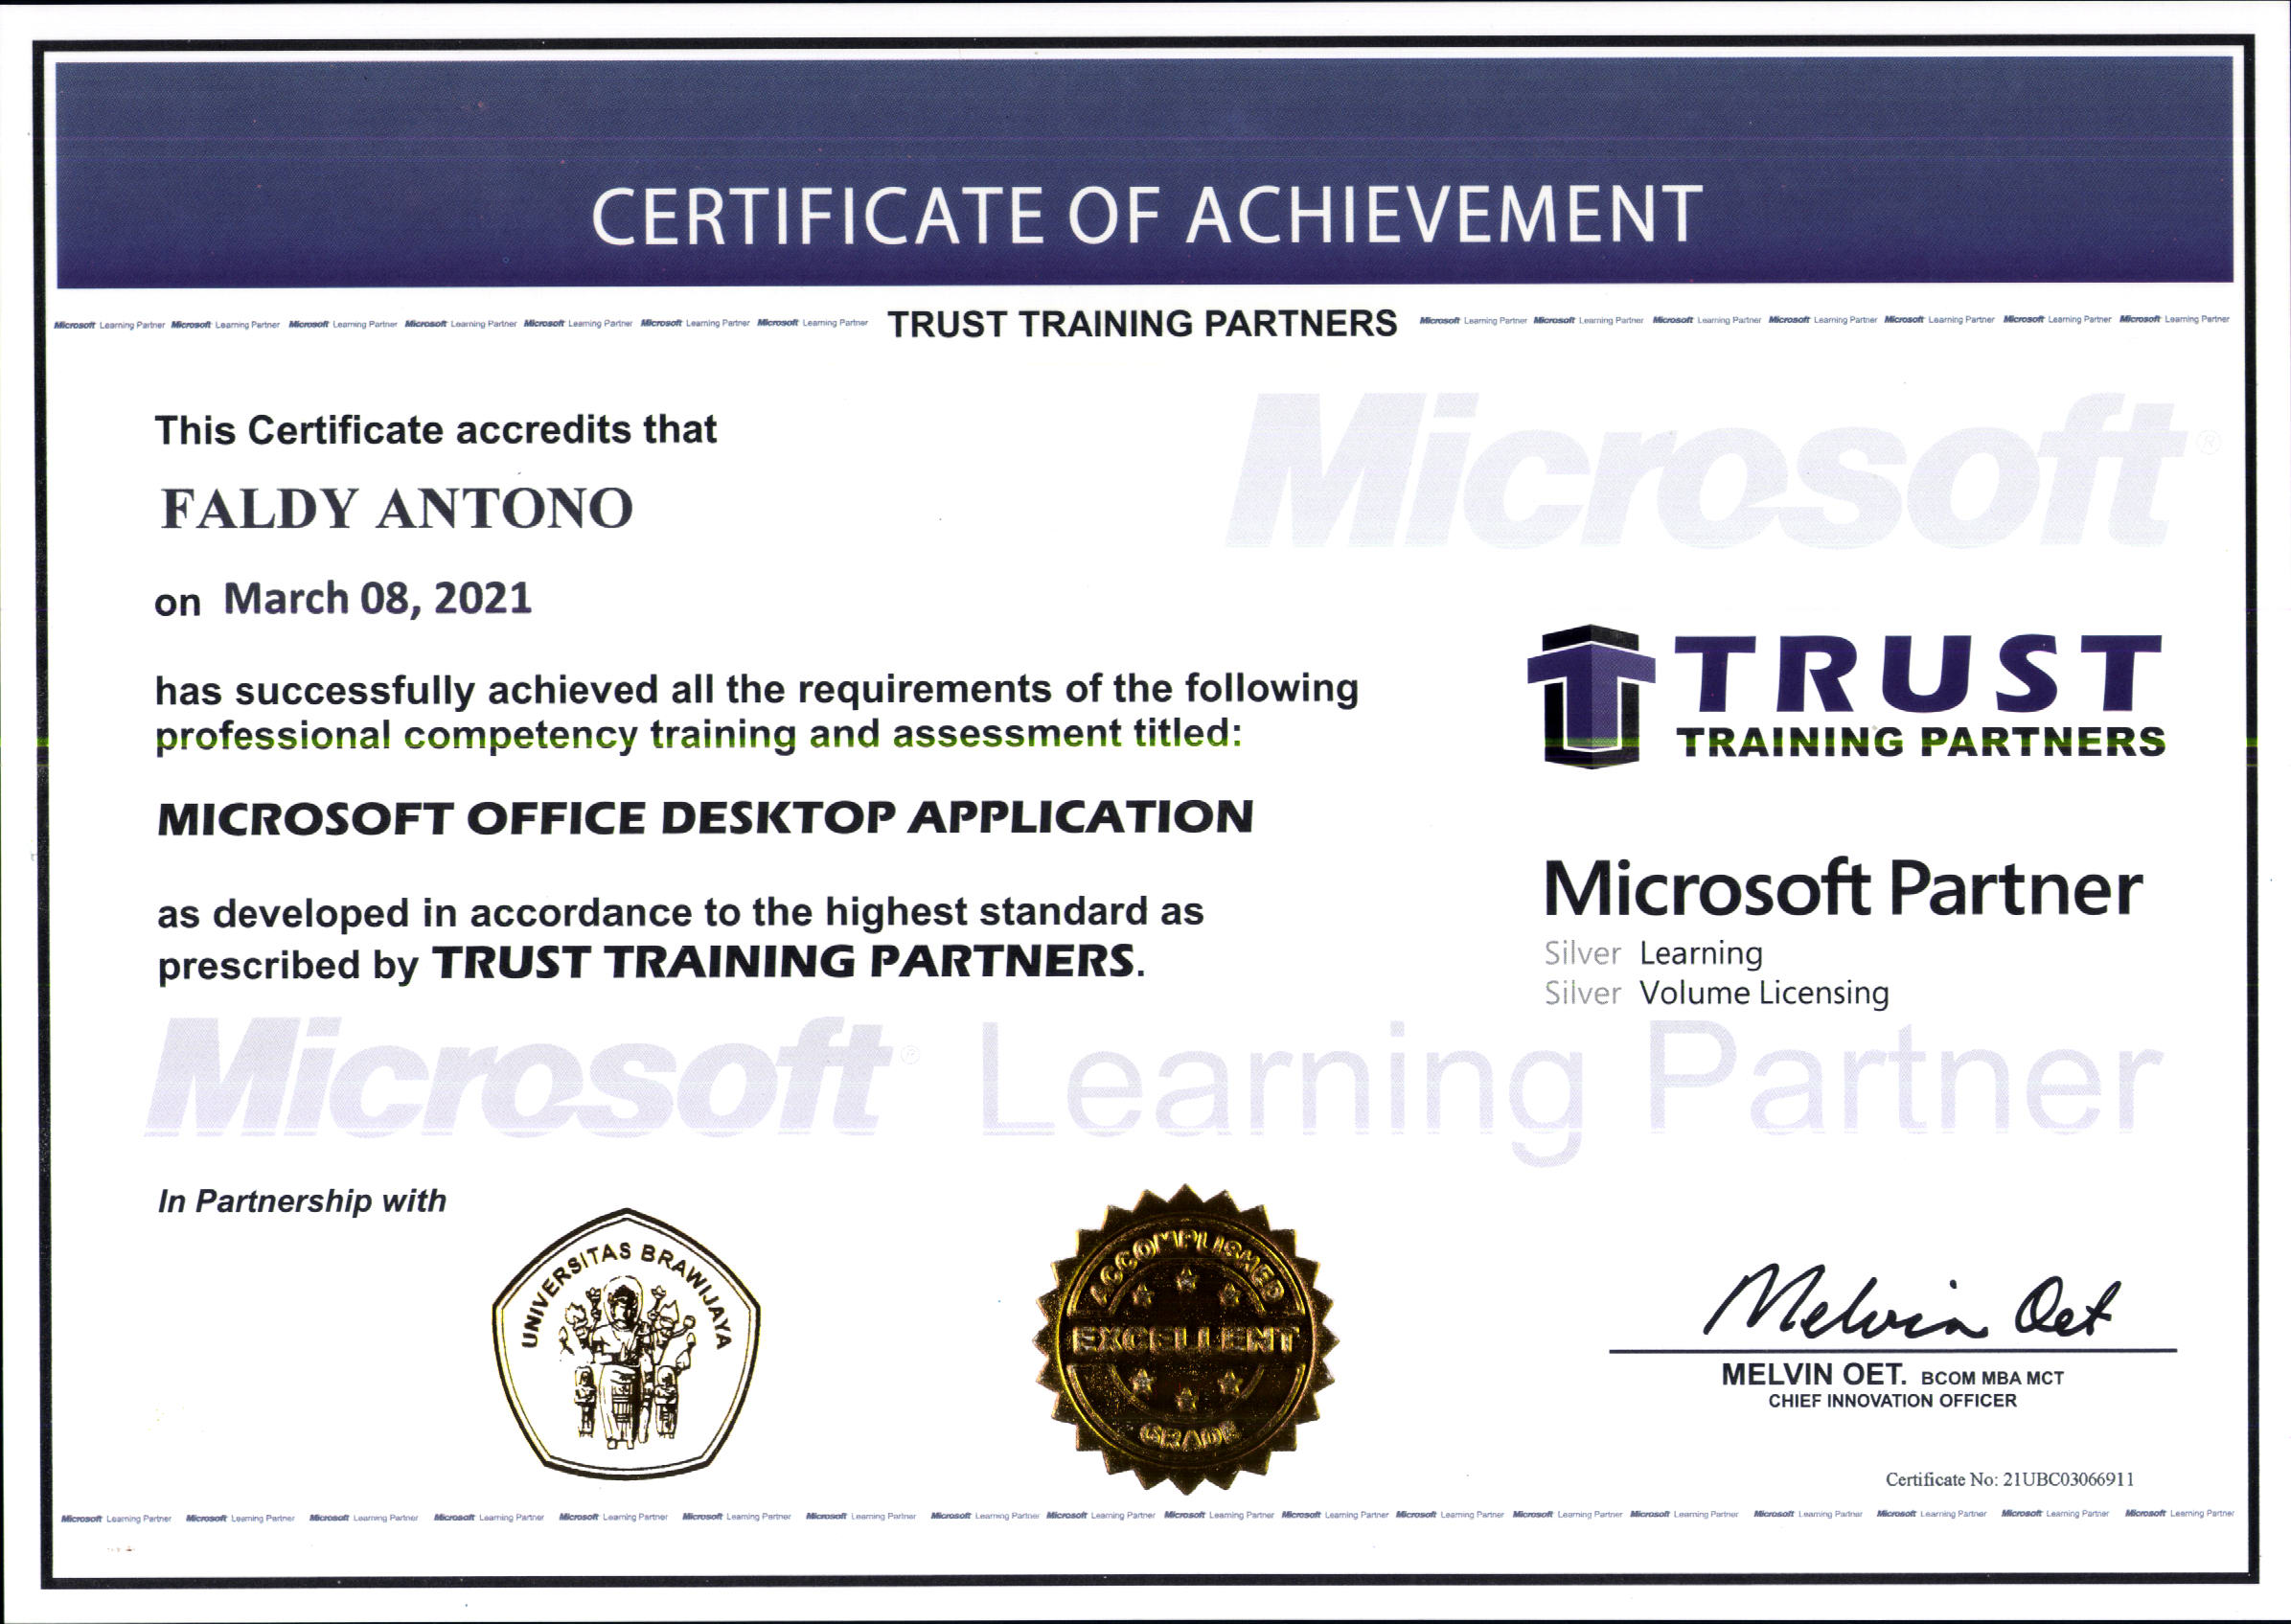 CERTIFICATE OF ACHIEVEMENT
Microsoft Learning Partner Microsoft Learning Partner Microsoft Learning Partner Microsoft Learning Partner Microsoft Learning Partner Microsoft Learning Partner Microsoft Learning Partner TRUST TRAINING PARTNERS Microsoft Learning Partner Microsoft Learning Partner Microsoft Learning Partner Microsoft Learning Partner Microsoft Learning Partner Microsoft Learning Partner Microsoft Learning Partner
This Certificate accredits that
Microsoft®
FALDY ANTONO
on March 08, 2021
has successfully achieved all the requirements of the following
professional competency training and assessment titled:
TRUST
TRAINING PARTNERS
MICROSOFT OFFICE DESKTOP APPLICATION
Microsoft Partner
Silver Learning
Silver Volume Licensing
as developed in accordance to the highest standard as
prescribed by TRUST TRAINING PARTNERS.
Microsoft® Learning Partner
In Partnership with
UNIVERSITAS BRAWIJAYA
ACCOMPLISHED
EXCELLENT
GRADE
Melvin Oet
MELVIN OET. BCOM MBA MCT
CHIEF INNOVATION OFFICER
Certificate No: 21UBC03066911
Microsoft Learning Partner Microsoft Learning Partner Microsoft Learning Partner Microsoft Learning Partner Microsoft Learning Partner Microsoft Learning Partner Microsoft Learning Partner Microsoft Learning Partner Microsoft Learning Partner Microsoft Learning Partner Microsoft Learning Partner Microsoft Learning Partner Microsoft Learning Partner Microsoft Learning Partner Microsoft Learning Partner Microsoft Learning Partner Microsoft Learning Partner Microsoft Learning Partner